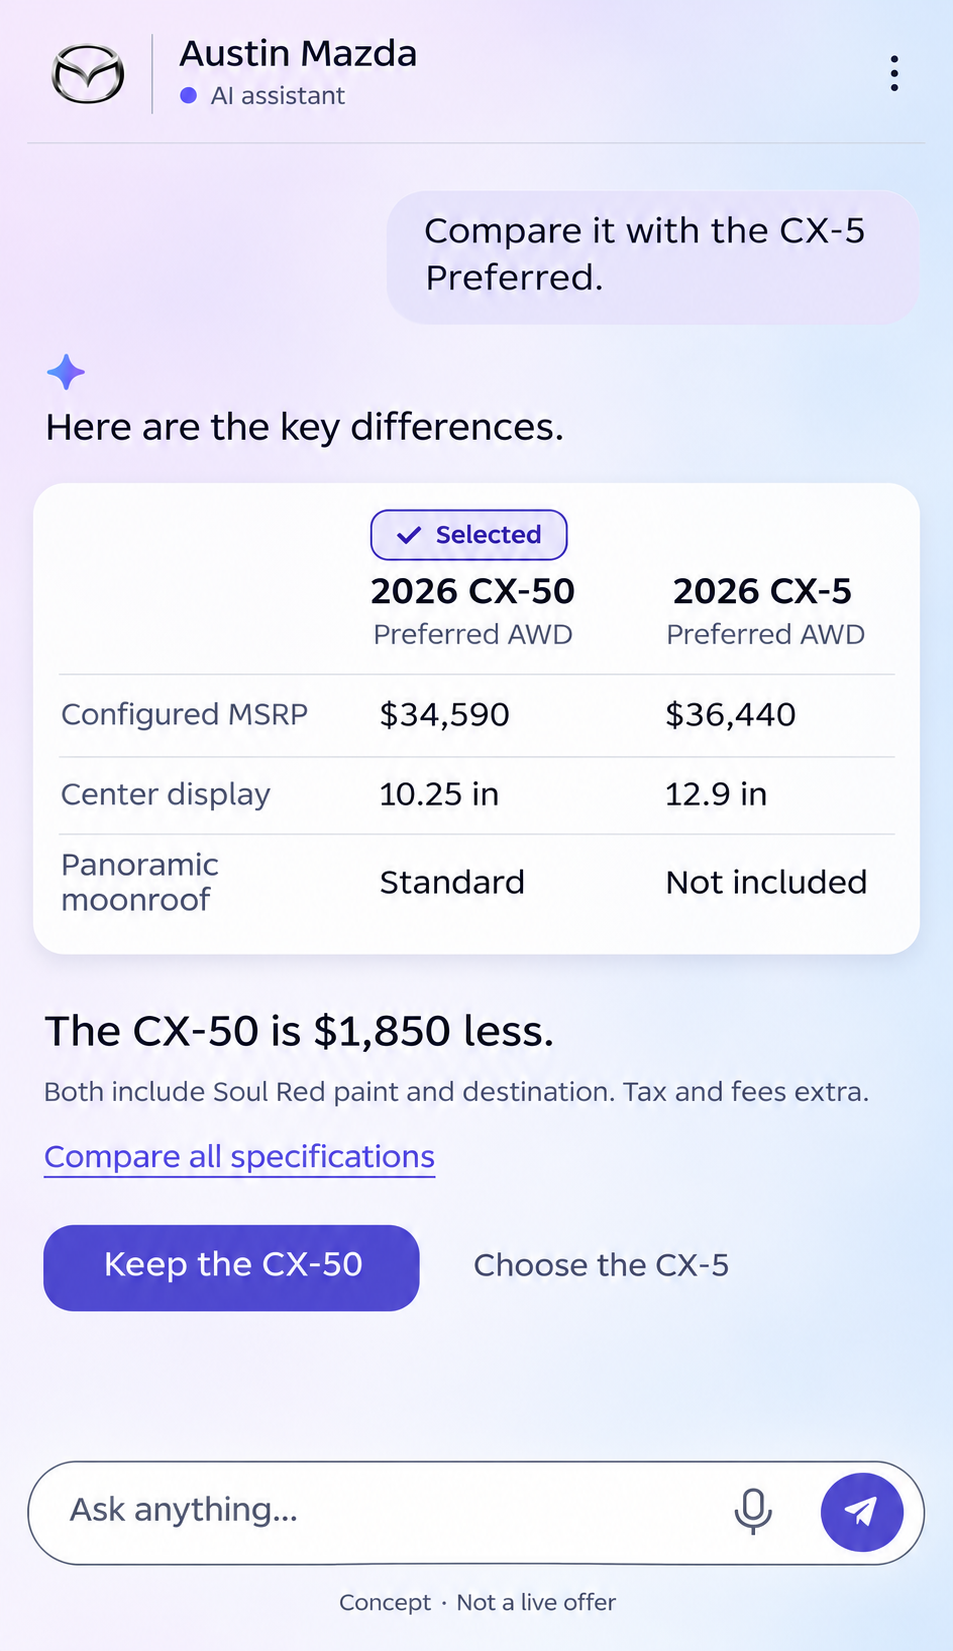 Austin Mazda
AI assistant
Compare it with the CX-5
Preferred.
Here are the key differences.
Selected
2026 CX-50 2026 CX-5
Preferred AWD Preferred AWD
Configured MSRP $34,590 $36,440
Center display 10.25 in 12.9 in
Panoramic
moonroof Standard Not included
The CX-50 is $1,850 less.
Both include Soul Red paint and destination. Tax and fees extra.
Compare all specifications
Keep the CX-50 Choose the CX-5
Ask anything...
Concept · Not a live offer